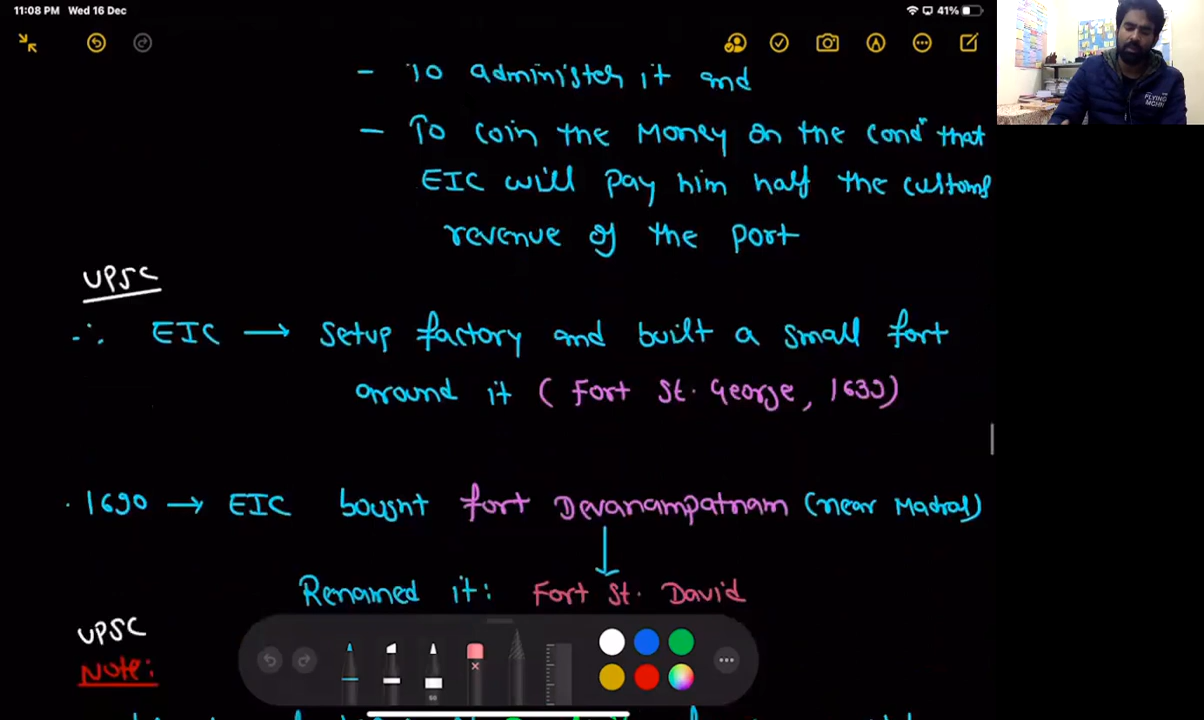 11:08 PM Wed 16 Dec
41%
- To administer it and
- To coin the Money on the condn that
EIC will pay him half the customs
revenue of the port
UPSC
∴ EIC → Setup factory and built a small fort
around it (Fort St. George, 1639)
· 1690 → EIC bought fort Devanampatnam (near Madras)
↓
Renamed it: Fort St. David
UPSC
Note: